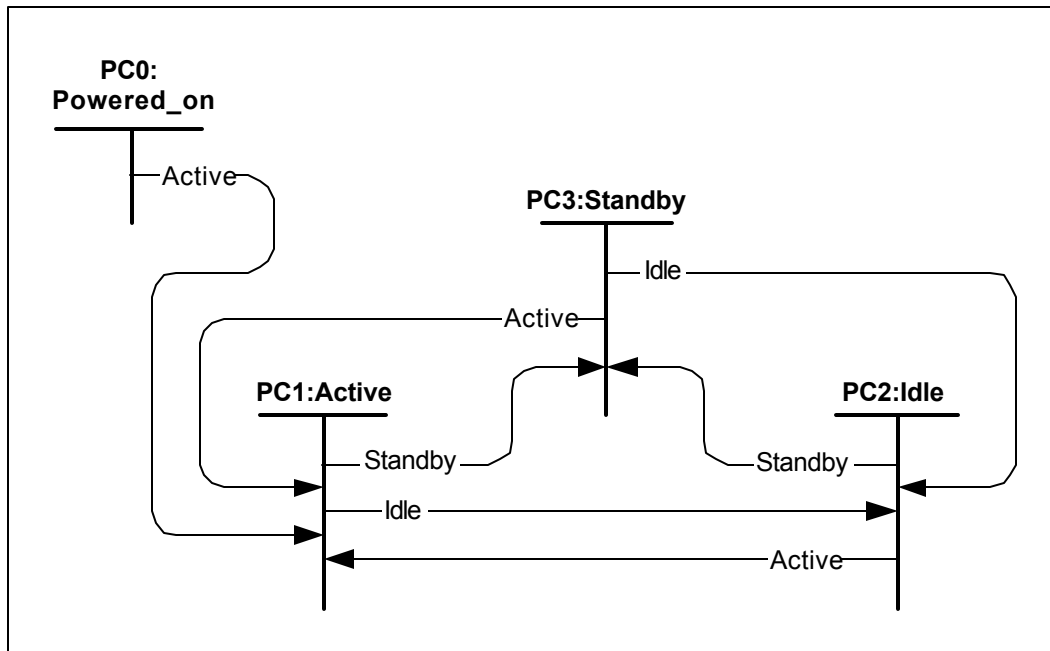 PC0:
Powered_on
Active
PC3:Standby
Idle
Active
PC1:Active
PC2:Idle
Standby
Standby
Idle
Active